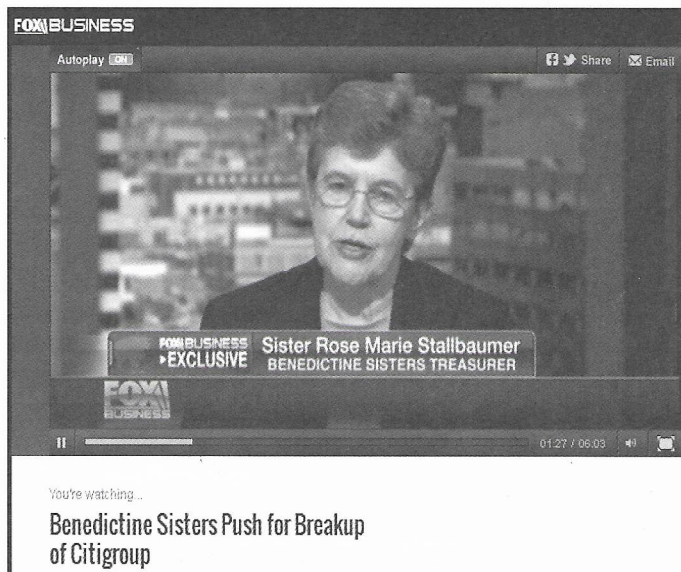 FOX BUSINESS
Autoplay ON
Share
Email
FOX BUSINESS
EXCLUSIVE
Sister Rose Marie Stallbaumer
BENEDICTINE SISTERS TREASURER
FOX
BUSINESS
01:27 / 06:03
You're watching...
Benedictine Sisters Push for Breakup
of Citigroup